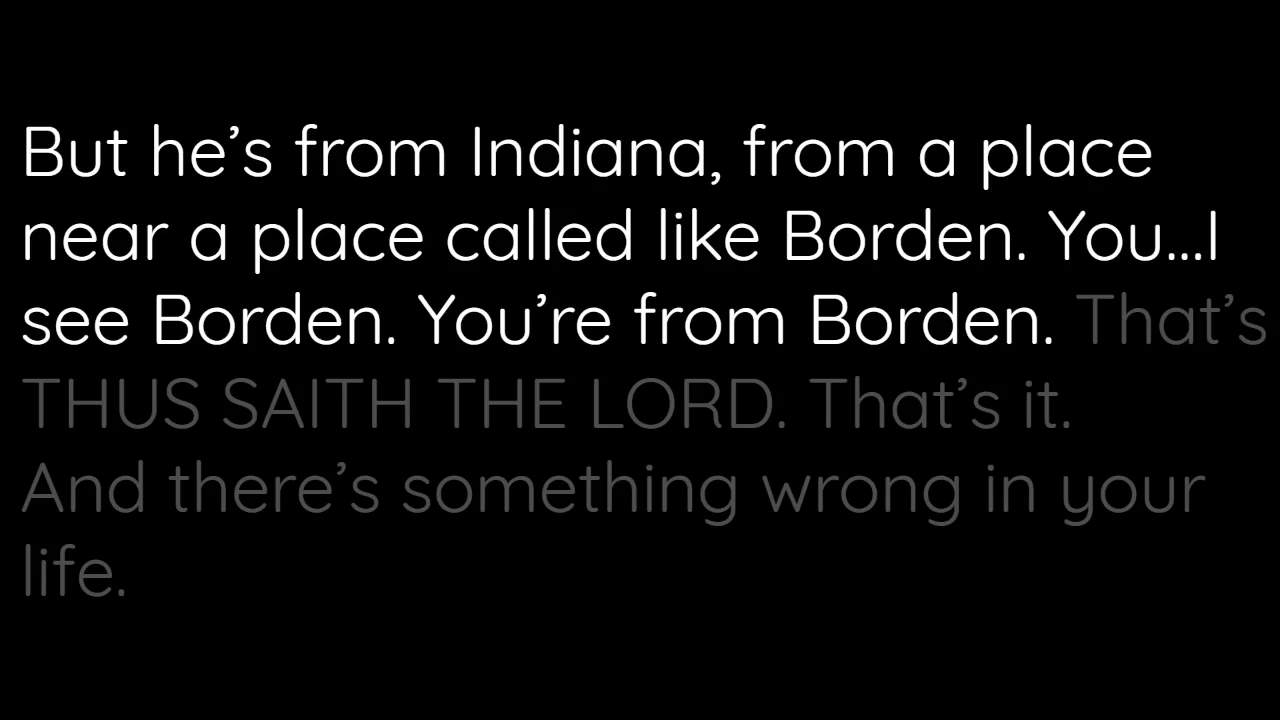 But he’s from Indiana, from a place
near a place called like Borden. You...I
see Borden. You’re from Borden. That’s
THUS SAITH THE LORD. That’s it.
And there’s something wrong in your
life.